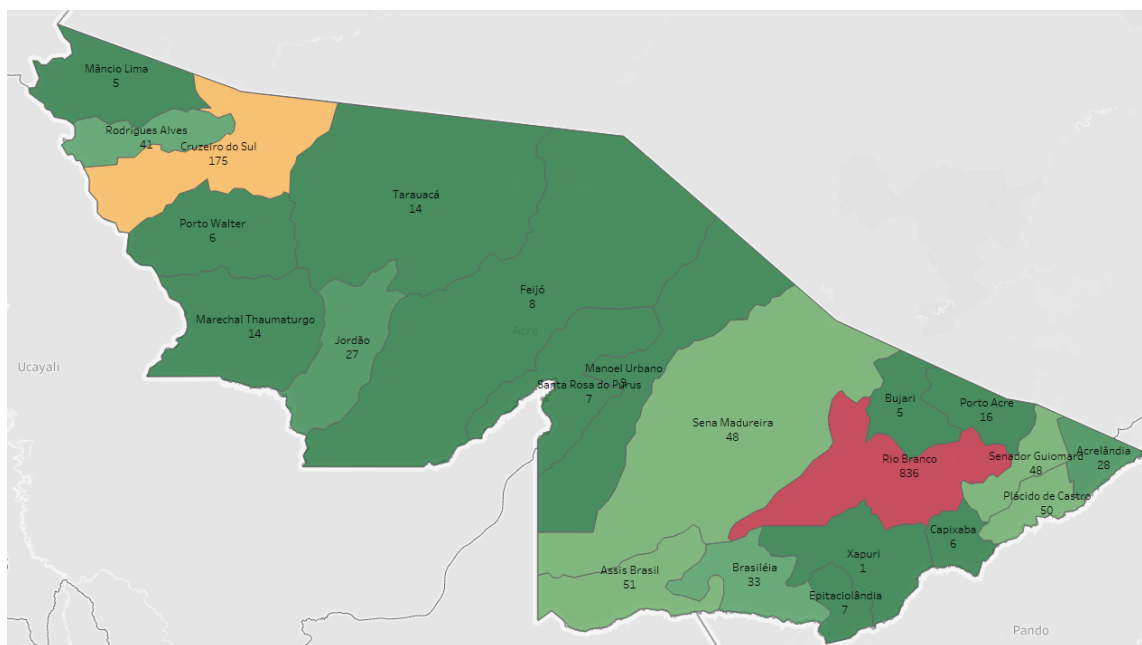 Mâncio Lima
5
Rodrigues Alves
41
Cruzeiro do Sul
175
Tarauacá
14
Porto Walter
6
Feijó
8
Acre
Marechal Thaumaturgo
14
Jordão
27
Ucayali
Manoel Urbano
9
Santa Rosa do Purus
7
Sena Madureira
48
Bujari
5
Porto Acre
16
Rio Branco
836
Senador Guiomard
48
Acrelândia
28
Plácido de Castro
50
Capixaba
6
Xapuri
1
Assis Brasil
51
Brasiléia
33
Epitaciolândia
7
Pando